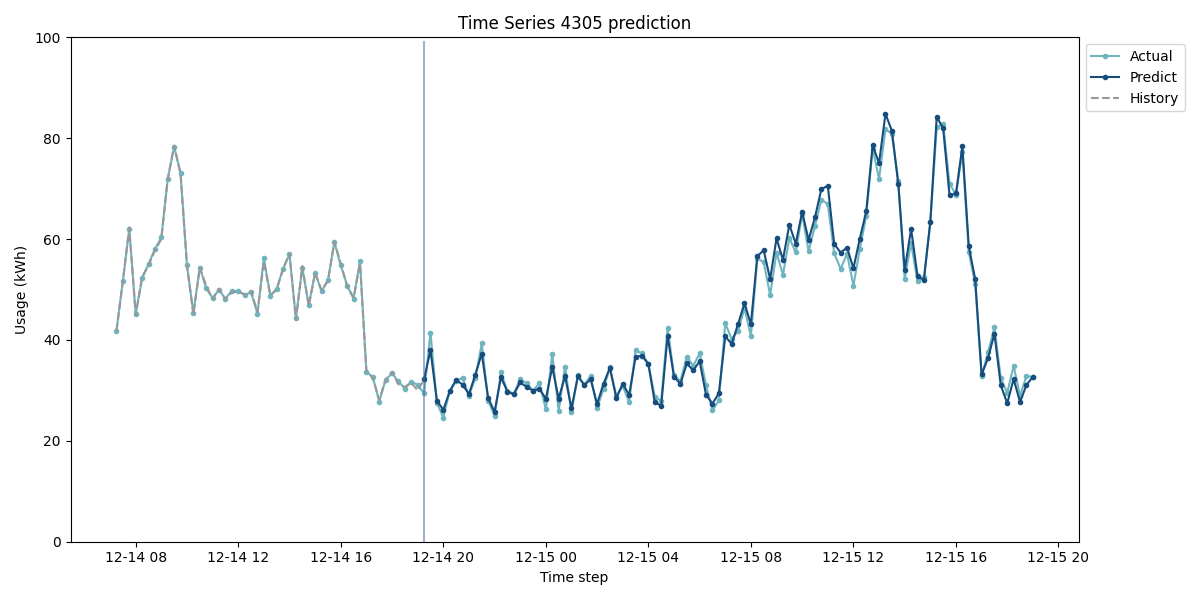 Time Series 4305 prediction
Usage (kWh)
100
80
60
40
20
0
12-14 08
12-14 12
12-14 16
12-14 20
12-15 00
12-15 04
12-15 08
12-15 12
12-15 16
12-15 20
Time step
Actual
Predict
History